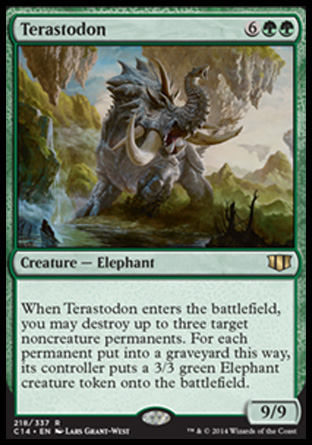 Terastodon 6
Creature — Elephant
When Terastodon enters the battlefield,
you may destroy up to three target
noncreature permanents. For each
permanent put into a graveyard this way,
its controller puts a 3/3 green Elephant
creature token onto the battlefield.
9/9
218/337 R
C14 • EN Lars Grant-West
™ & © 2014 Wizards of the Coast